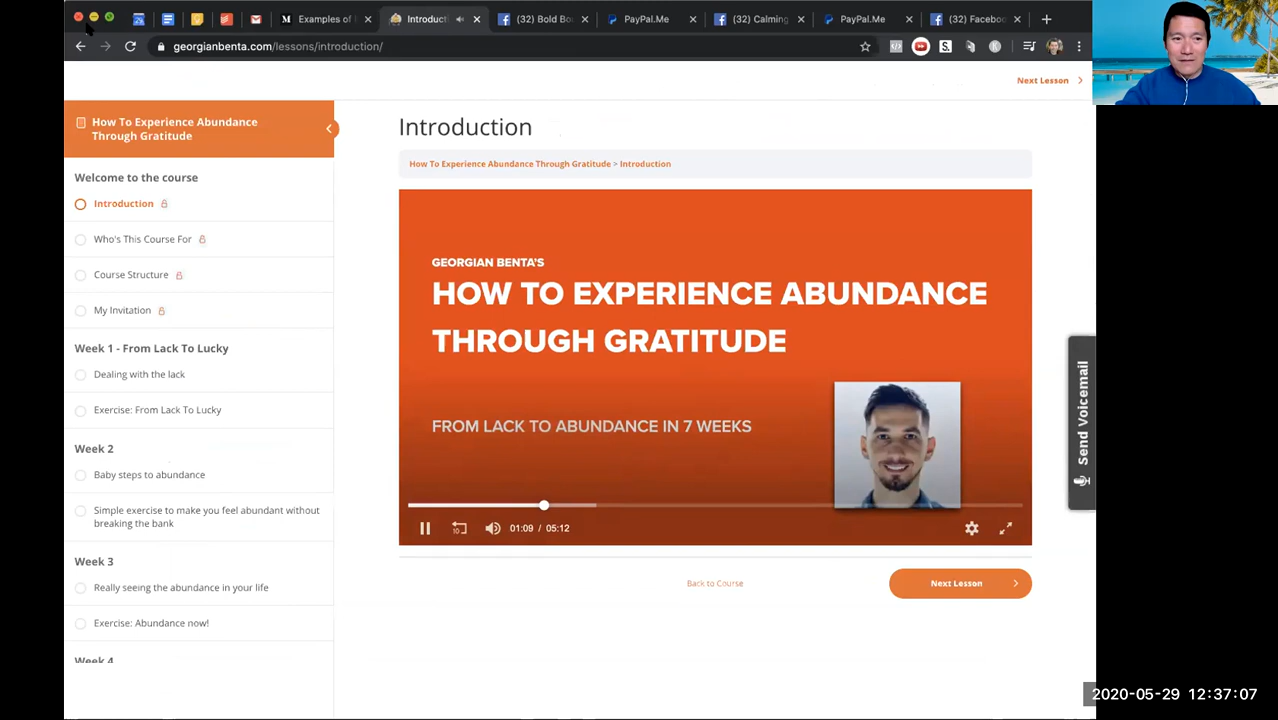 Examples of
Introducti
(32) Bold Bo
PayPal.Me
(32) Calming
PayPal.Me
(32) Faceboo
georgianbenta.com/lessons/introduction/
Next Lesson
How To Experience Abundance
Through Gratitude
Welcome to the course
Introduction
Who's This Course For
Course Structure
My Invitation
Week 1 - From Lack To Lucky
Dealing with the lack
Exercise: From Lack To Lucky
Week 2
Baby steps to abundance
Simple exercise to make you feel abundant without
breaking the bank
Week 3
Really seeing the abundance in your life
Exercise: Abundance now!
Week 4
Introduction
How To Experience Abundance Through Gratitude > Introduction
GEORGIAN BENTA'S
HOW TO EXPERIENCE ABUNDANCE
THROUGH GRATITUDE
FROM LACK TO ABUNDANCE IN 7 WEEKS
10
01:09 / 05:12
Back to Course
Next Lesson
Send Voicemail
2020-05-29 12:37:07